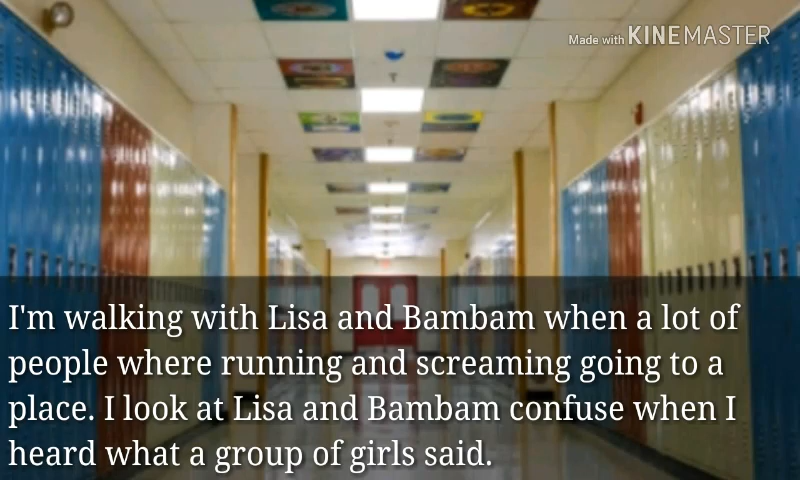 Made with KINEMASTER
I'm walking with Lisa and Bambam when a lot of
people where running and screaming going to a
place. I look at Lisa and Bambam confuse when I
heard what a group of girls said.